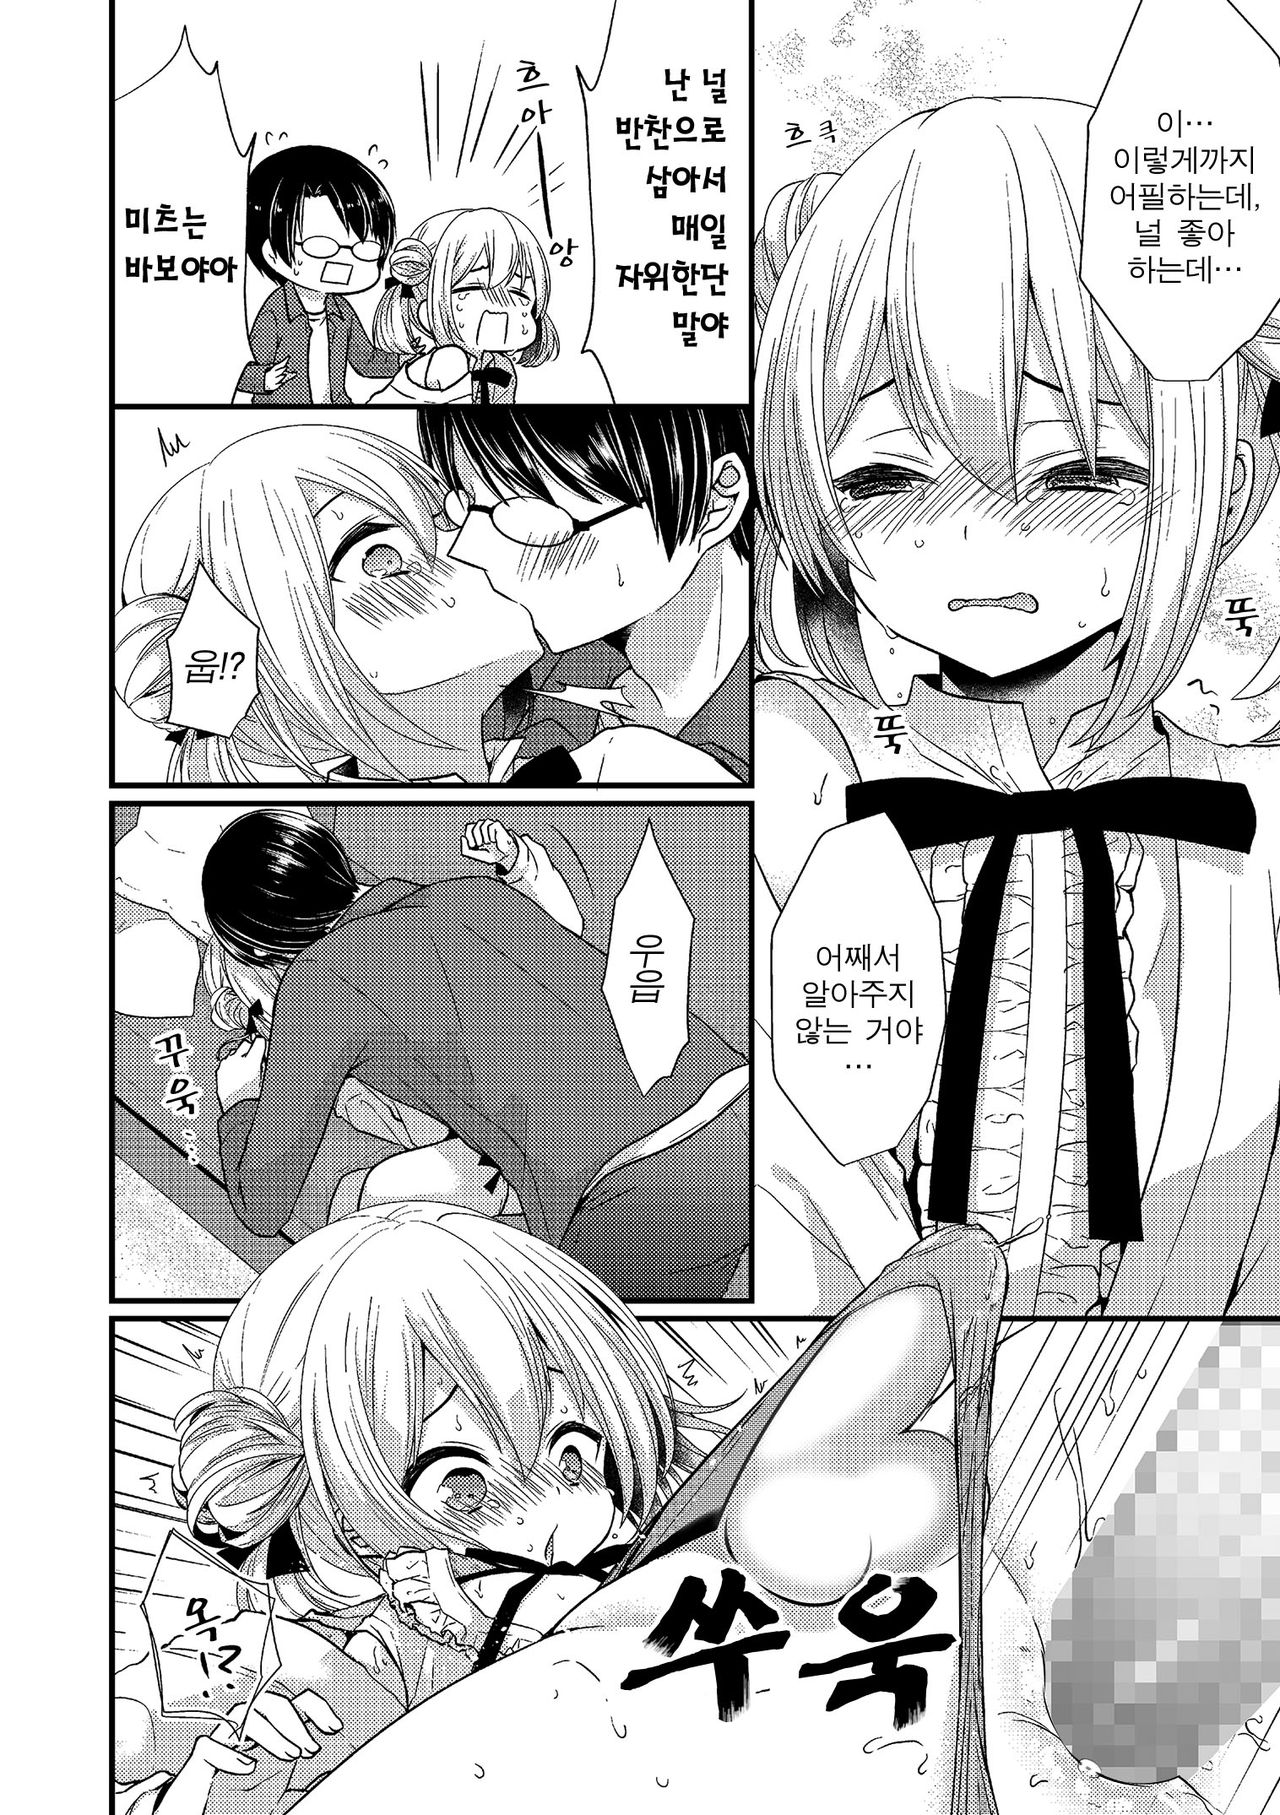 이…
이렇게까지
어필하는데,
널 좋아
하는데…
흐큭
뚝
뚝
어째서
알아주지
않는 거야
…
난 널
반찬으로
삼아서
매일
자위한단
말야
흐
아
앙
미츠는
바보야아
웁!?
우
읍
꾸
욱…
쑤욱
옥
!?